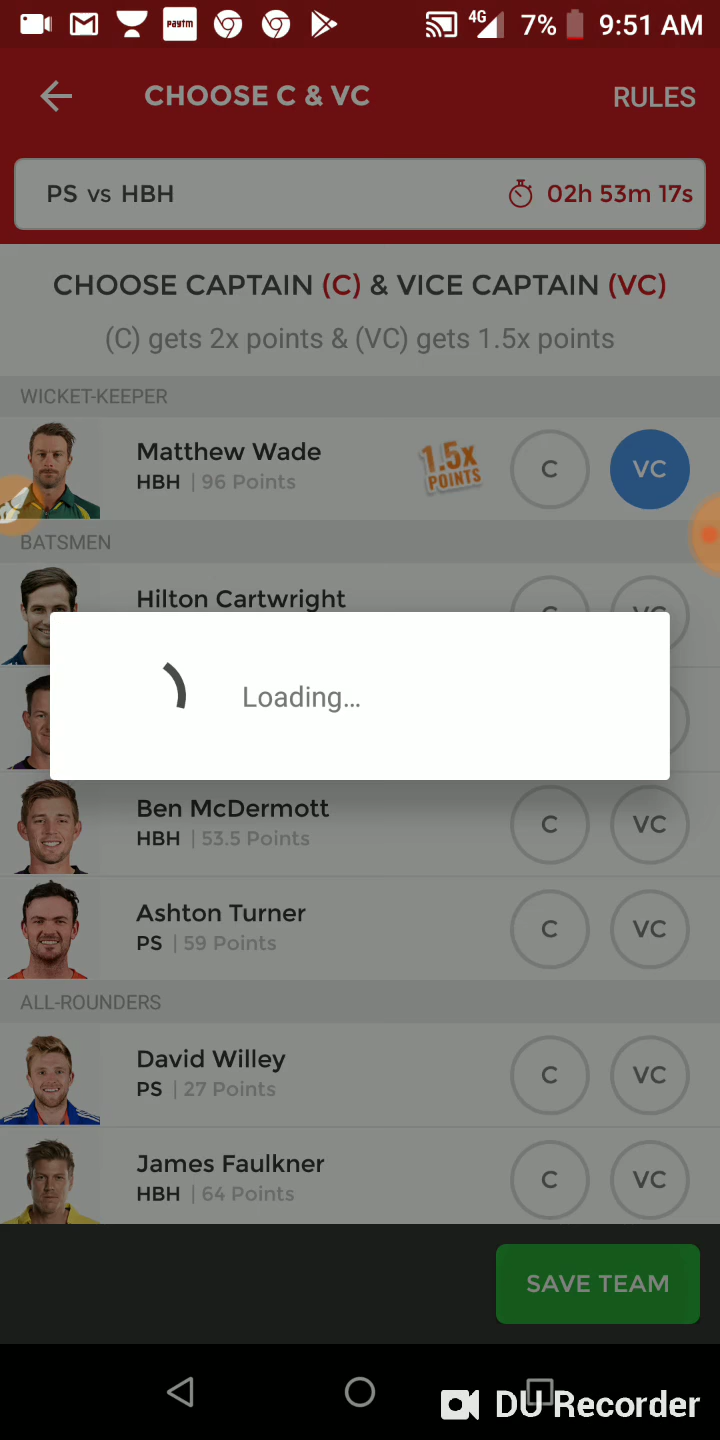 paytm
4G
7%
9:51 AM
CHOOSE C & VC
RULES
PS vs HBH
02h 53m 17s
CHOOSE CAPTAIN (C) & VICE CAPTAIN (VC)
(C) gets 2x points & (VC) gets 1.5x points
WICKET-KEEPER
Matthew Wade
HBH | 96 Points
1.5x
POINTS
C
VC
BATSMEN
Hilton Cartwright
C
VC
Loading...
Ben McDermott
HBH | 53.5 Points
C
VC
Ashton Turner
PS | 59 Points
C
VC
ALL-ROUNDERS
David Willey
PS | 27 Points
C
VC
James Faulkner
HBH | 64 Points
C
VC
SAVE TEAM
DU Recorder